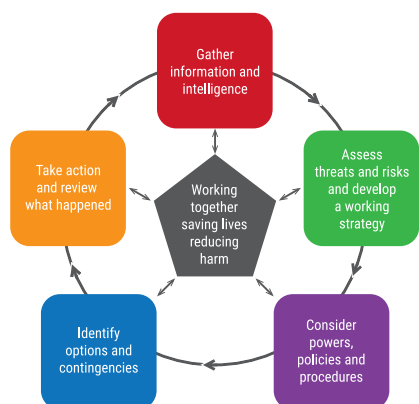 Gather
information and
intelligence
Assess
threats and risks
and develop
a working
strategy
Consider
powers,
policies and
procedures
Identify
options and
contingencies
Take action
and review
what happened
Working
together
saving lives
reducing
harm